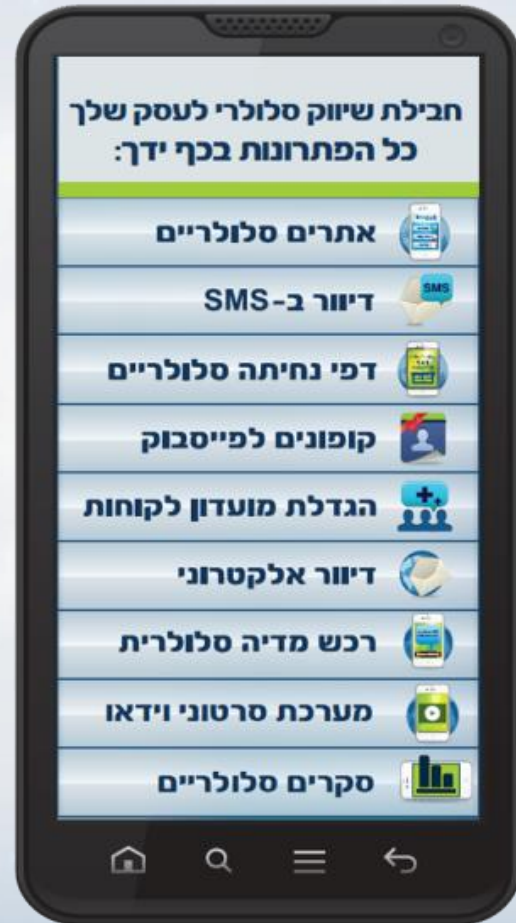 חבילת שיווק סלולרי לעסק שלך
כל הפתרונות בכף ידך:
אתרים סלולריים
דיוור ב-SMS
SMS
דפי נחיתה סלולריים
קופונים לפייסבוק
הגדלת מועדון לקוחות
דיוור אלקטרוני
רכש מדיה סלולרית
מערכת סרטוני וידאו
סקרים סלולריים